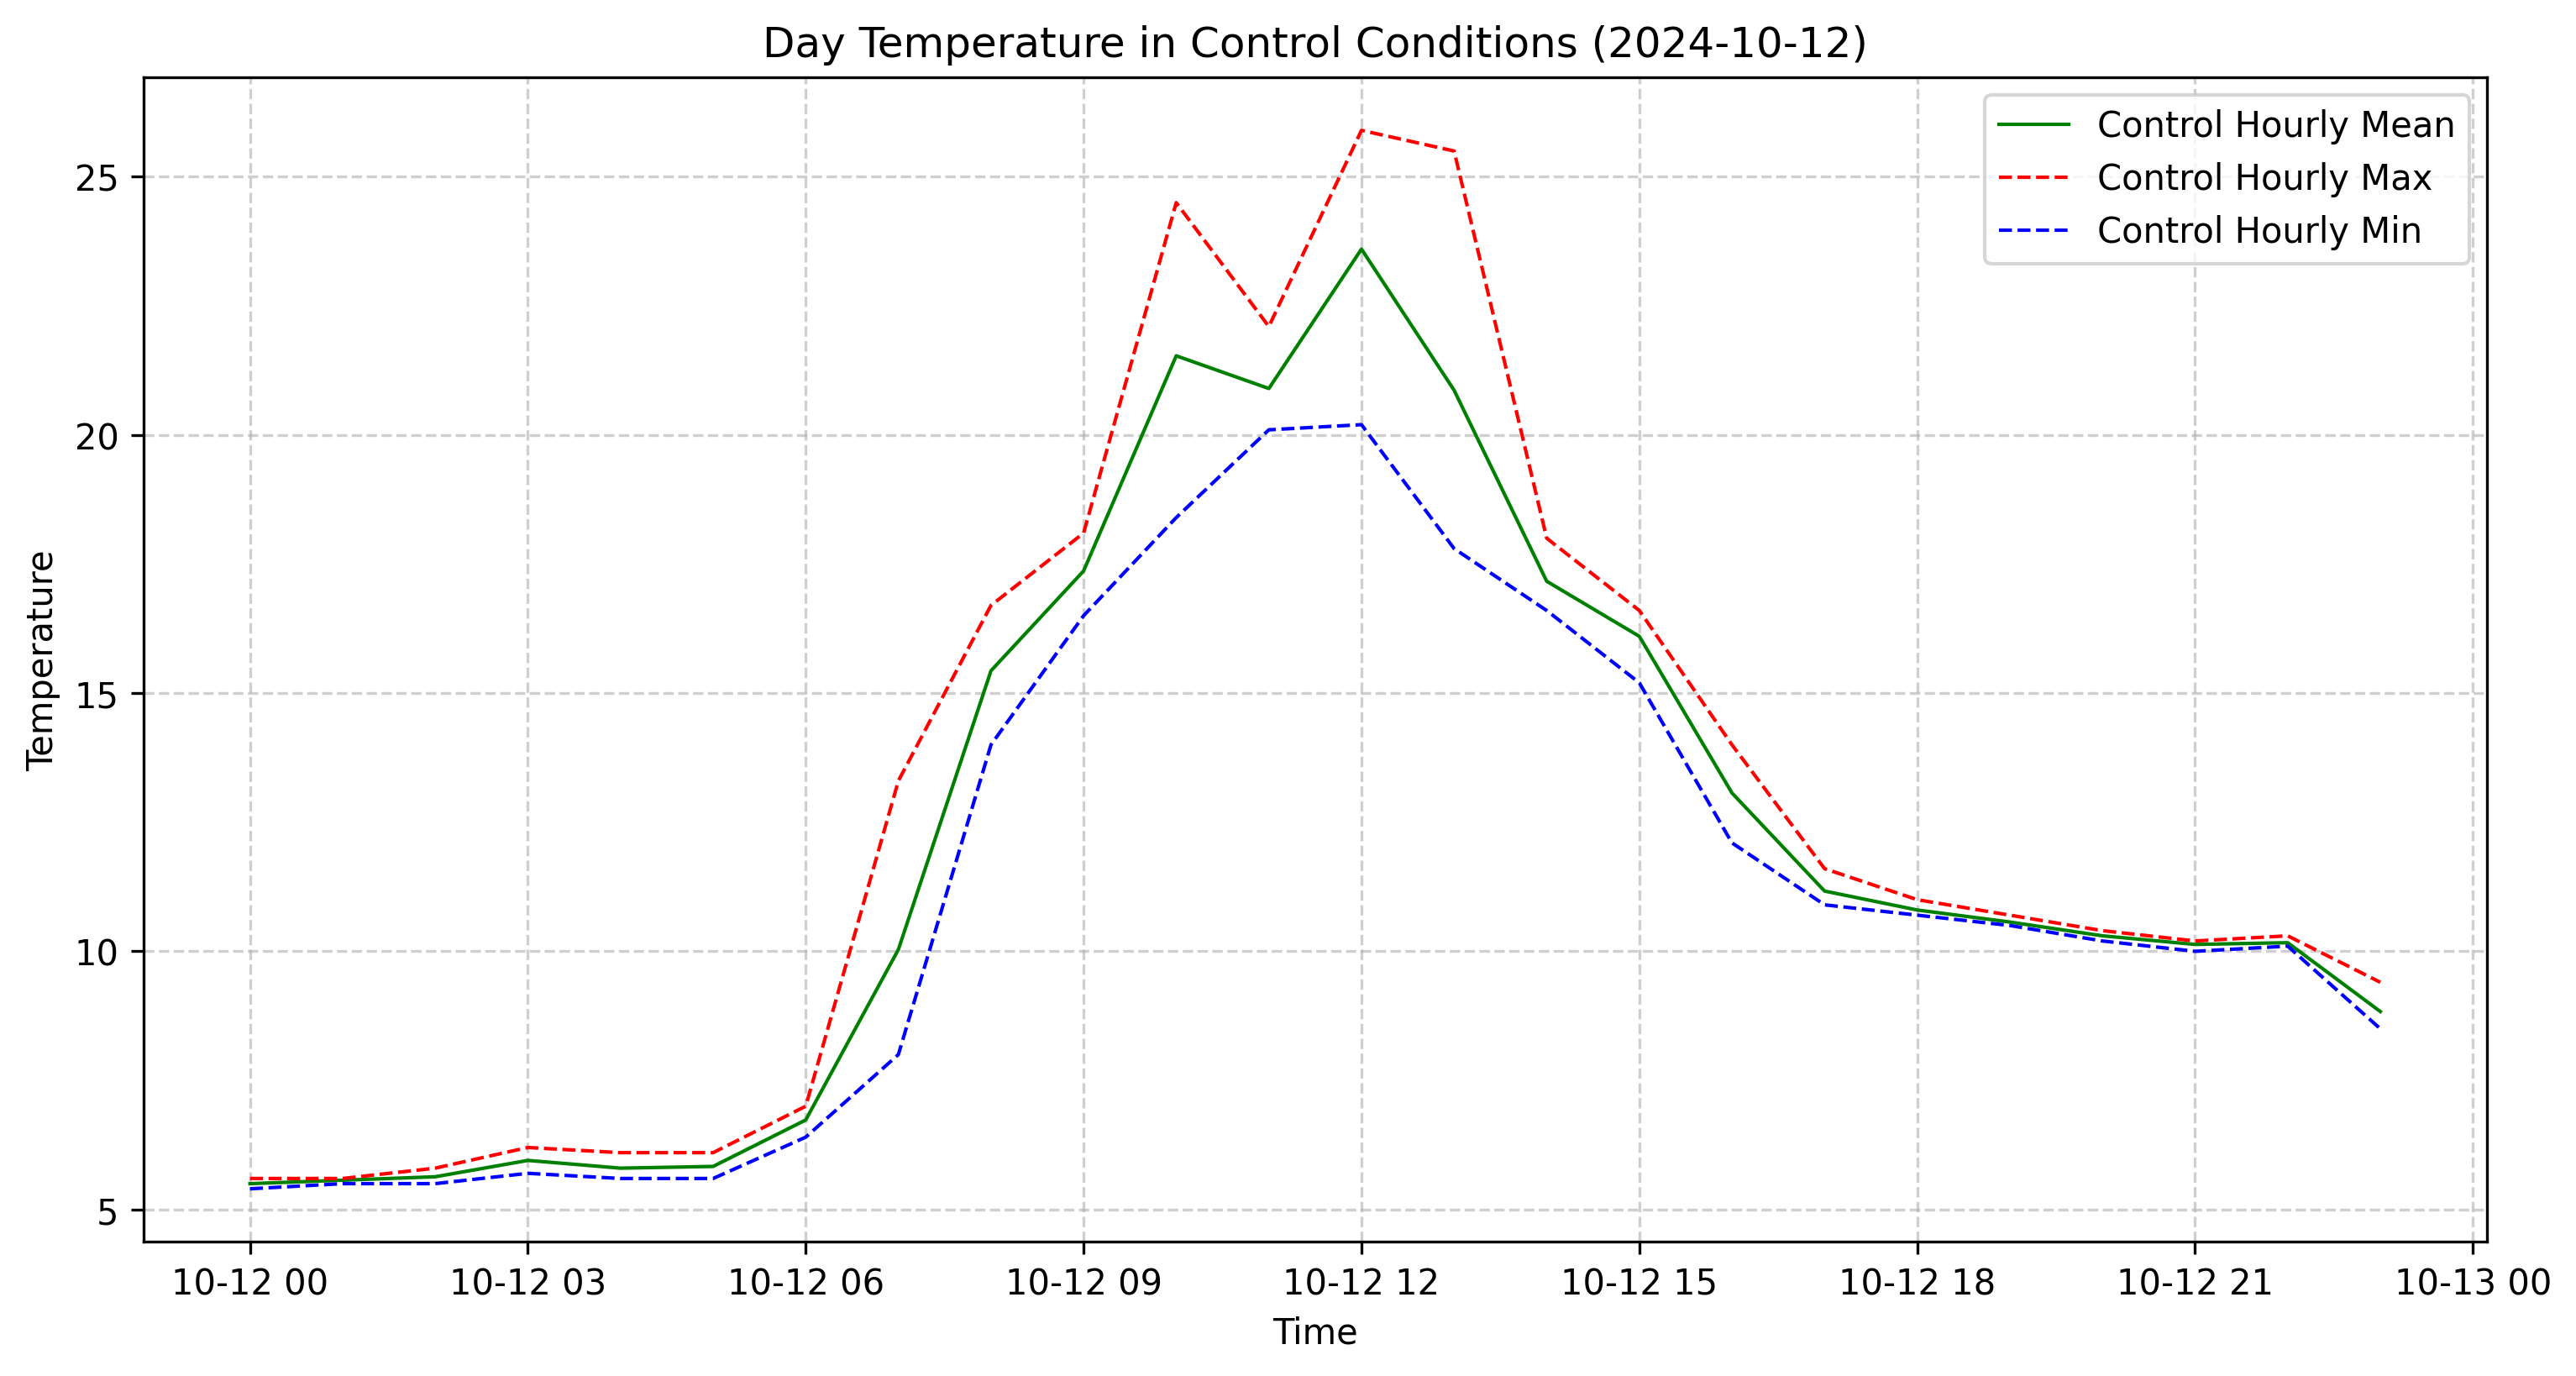 Day Temperature in Control Conditions (2024-10-12)
Control Hourly Mean
Control Hourly Max
Control Hourly Min
Temperature
25
20
15
10
5
10-12 00 10-12 03 10-12 06 10-12 09 10-12 12 10-12 15 10-12 18 10-12 21 10-13 00
Time